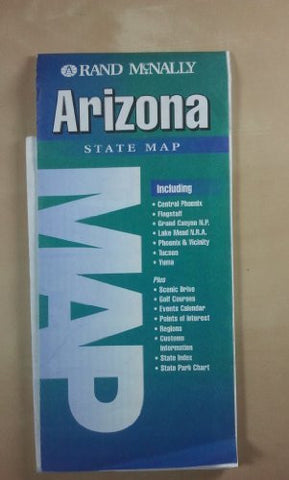 RAND McNALLY
Arizona
STATE MAP
MAP
Including
• Central Phoenix
• Flagstaff
• Grand Canyon N.P.
• Lake Mead N.R.A.
• Phoenix & Vicinity
• Tucson
• Yuma
Plus
• Scenic Drive
• Golf Courses
• Events Calendar
• Points of Interest
• Regions
• Customs
Information
• State Index
• State Park Chart